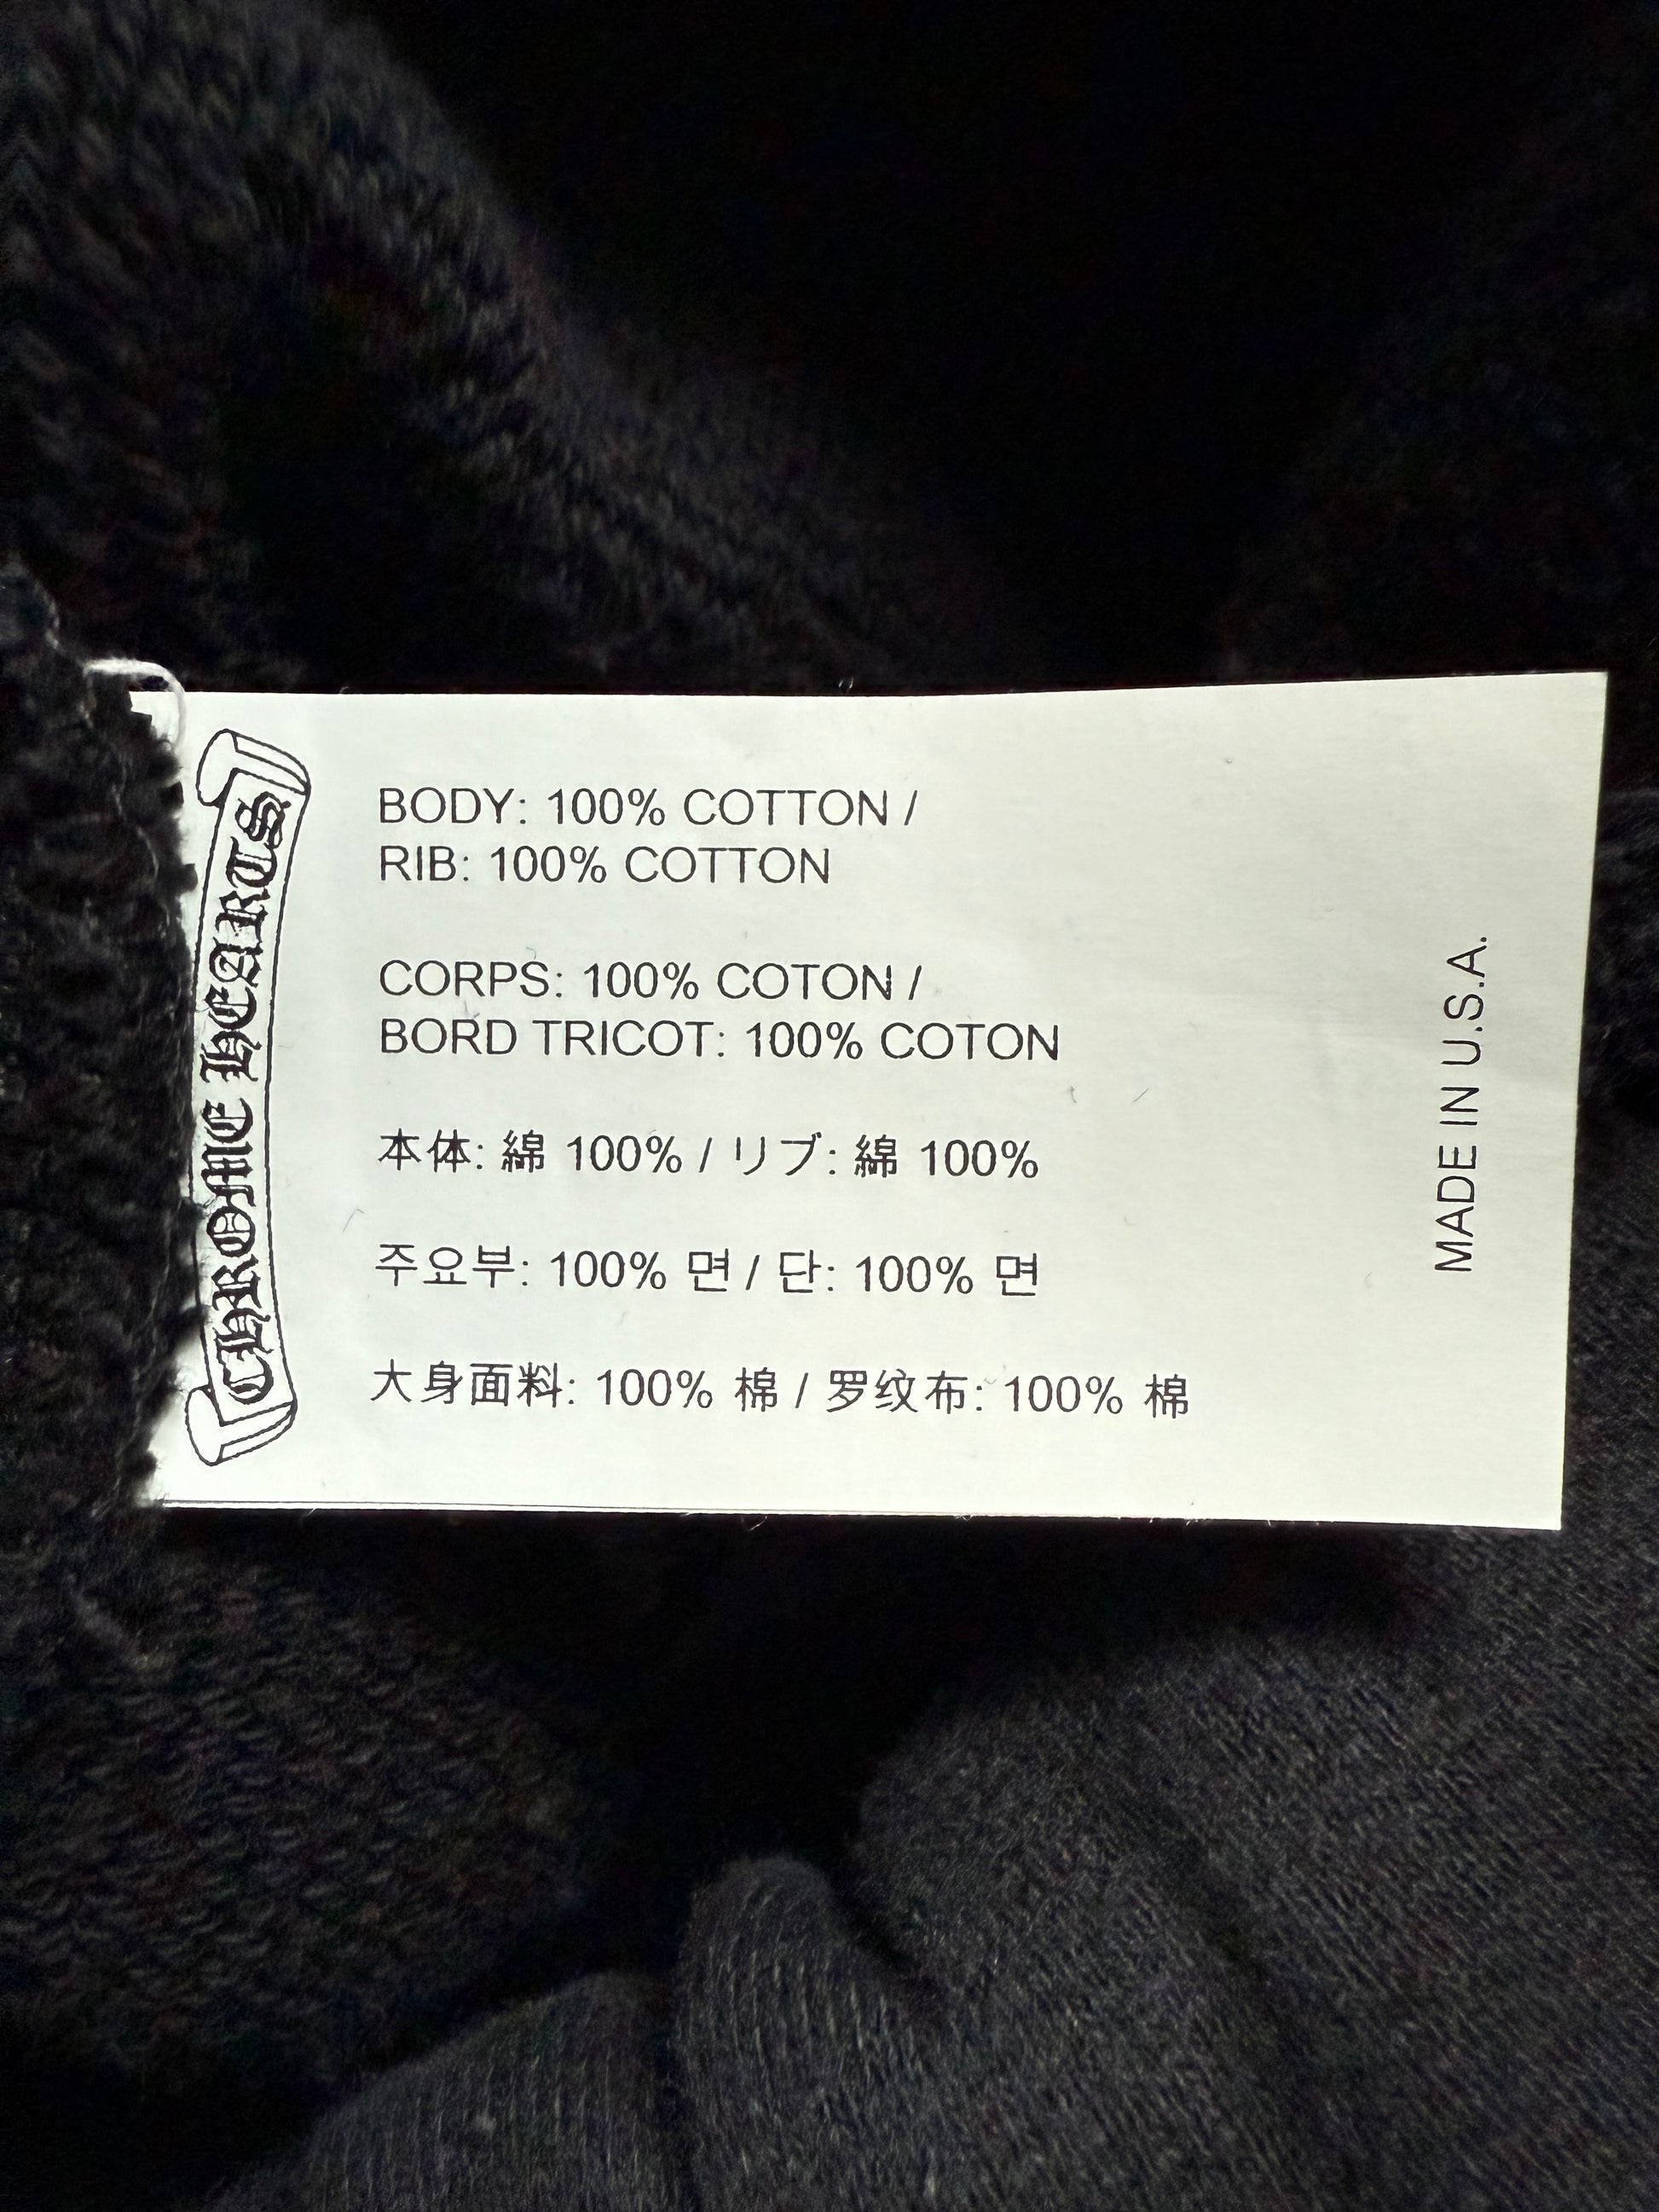 CHROME HEARTS
BODY: 100% COTTON /
RIB: 100% COTTON
CORPS: 100% COTON /
BORD TRICOT: 100% COTON
本体: 綿 100% / リブ: 綿 100%
주요부: 100% 면 / 단: 100% 면
大身面料: 100% 棉 / 罗纹布: 100% 棉
MADE IN U.S.A.